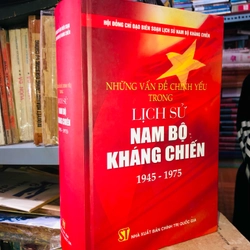 HỘI ĐỒNG CHỈ ĐẠO BIÊN SOẠN LỊCH SỬ NAM BỘ KHÁNG CHIẾN
NHỮNG VẤN ĐỀ CHÍNH YẾU
TRONG
LỊCH SỬ
NAM BỘ
KHÁNG CHIẾN
1945 - 1975
NHÀ XUẤT BẢN CHÍNH TRỊ QUỐC GIA